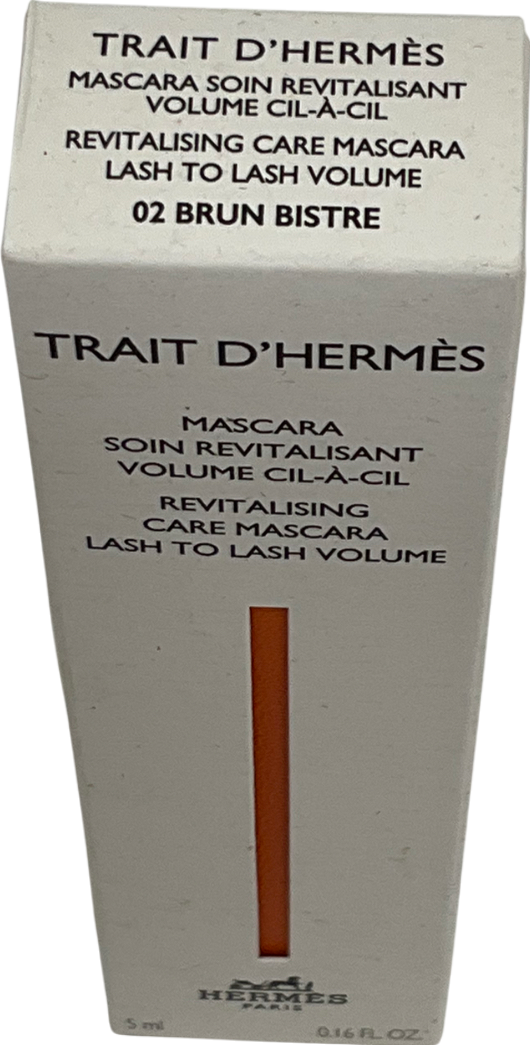 TRAIT D'HERMÈS
MASCARA SOIN REVITALISANT
VOLUME CIL-À-CIL
REVITALISING CARE MASCARA
LASH TO LASH VOLUME
02 BRUN BISTRE
TRAIT D'HERMÈS
MASCARA
SOIN REVITALISANT
VOLUME CIL-À-CIL
REVITALISING
CARE MASCARA
LASH TO LASH VOLUME
HERMÈS
PARIS
5 ml 0.16 FL. OZ.